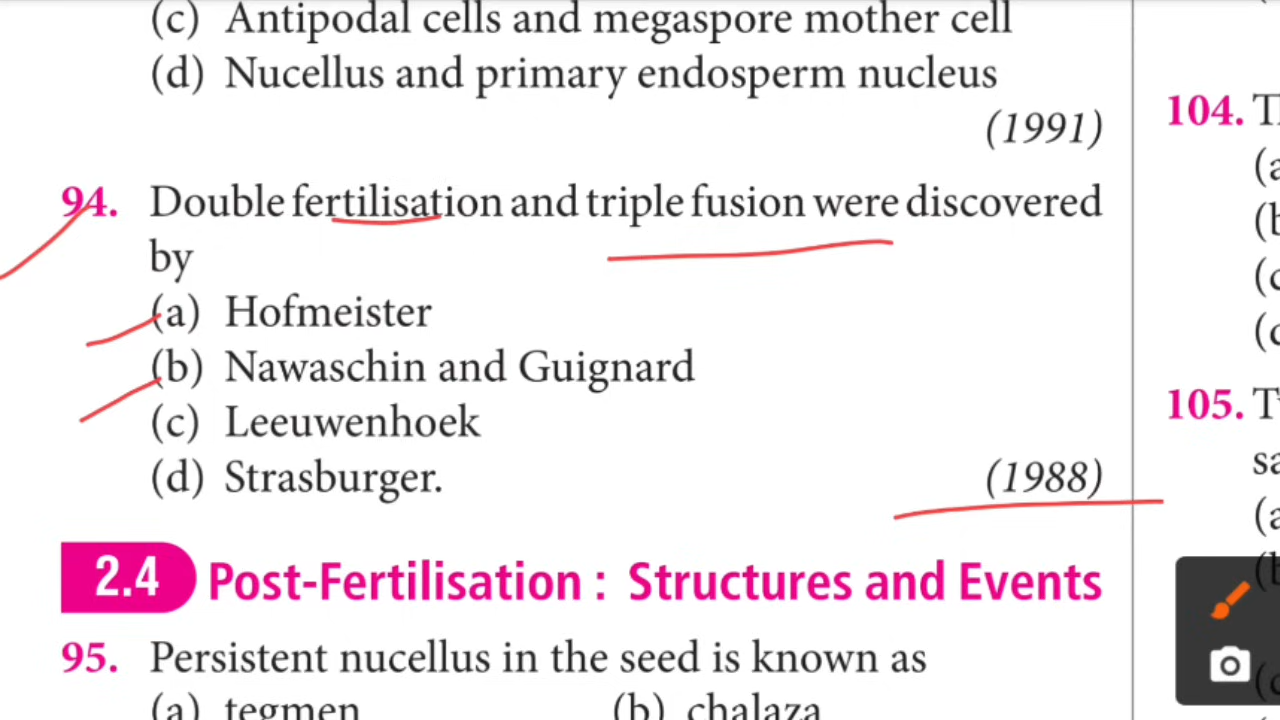 (c) Antipodal cells and megaspore mother cell
(d) Nucellus and primary endosperm nucleus
(1991)
94. Double fertilisation and triple fusion were discovered
by
(a) Hofmeister
(b) Nawaschin and Guignard
(c) Leeuwenhoek
(d) Strasburger.
(1988)
2.4 Post-Fertilisation : Structures and Events
95. Persistent nucellus in the seed is known as
(a) tegmen (b) chalaza
104.
105.